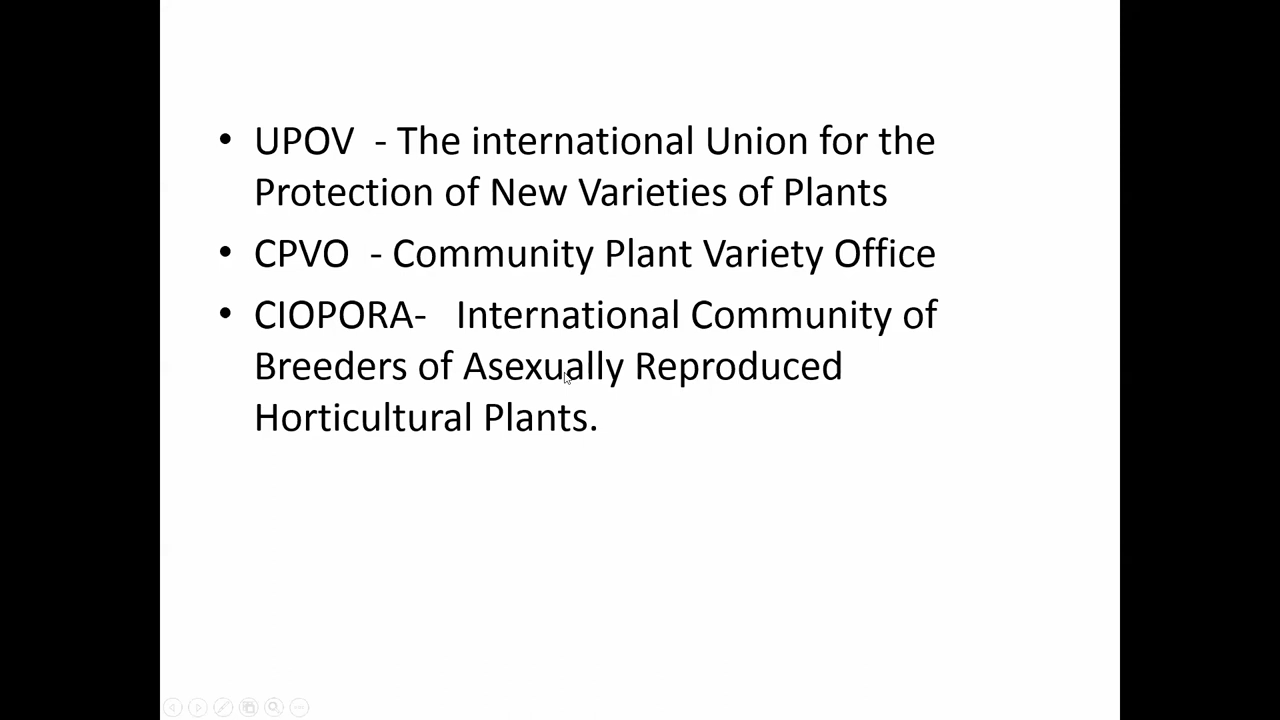 • UPOV  - The international Union for the
Protection of New Varieties of Plants
• CPVO  - Community Plant Variety Office
• CIOPORA-   International Community of
Breeders of Asexually Reproduced
Horticultural Plants.